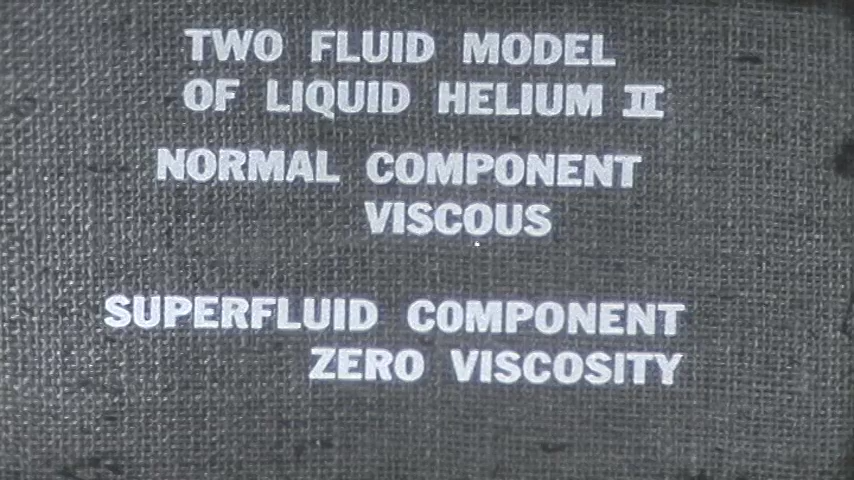 TWO FLUID MODEL
OF LIQUID HELIUM II
NORMAL COMPONENT
VISCOUS
SUPERFLUID COMPONENT
ZERO VISCOSITY